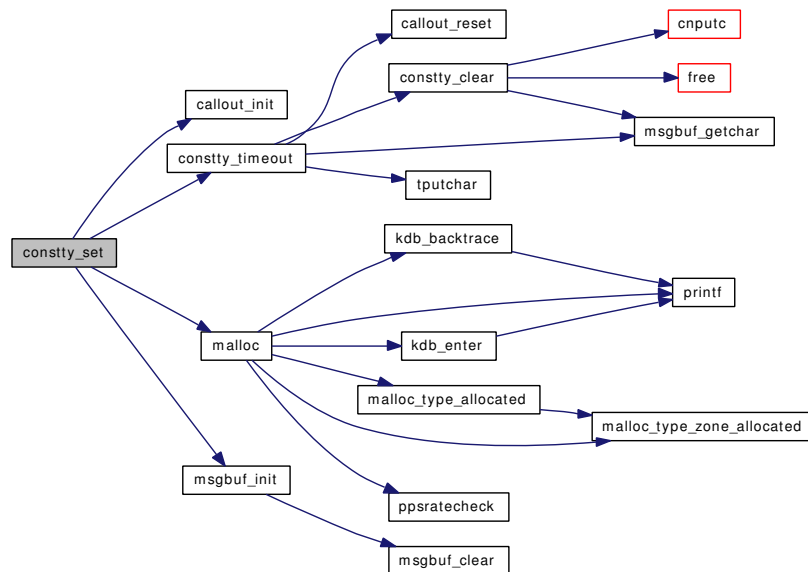 callout_reset
cnputc
constty_clear
free
callout_init
msgbuf_getchar
constty_timeout
tputchar
kdb_backtrace
constty_set
printf
malloc
kdb_enter
malloc_type_allocated
malloc_type_zone_allocated
msgbuf_init
ppsratecheck
msgbuf_clear